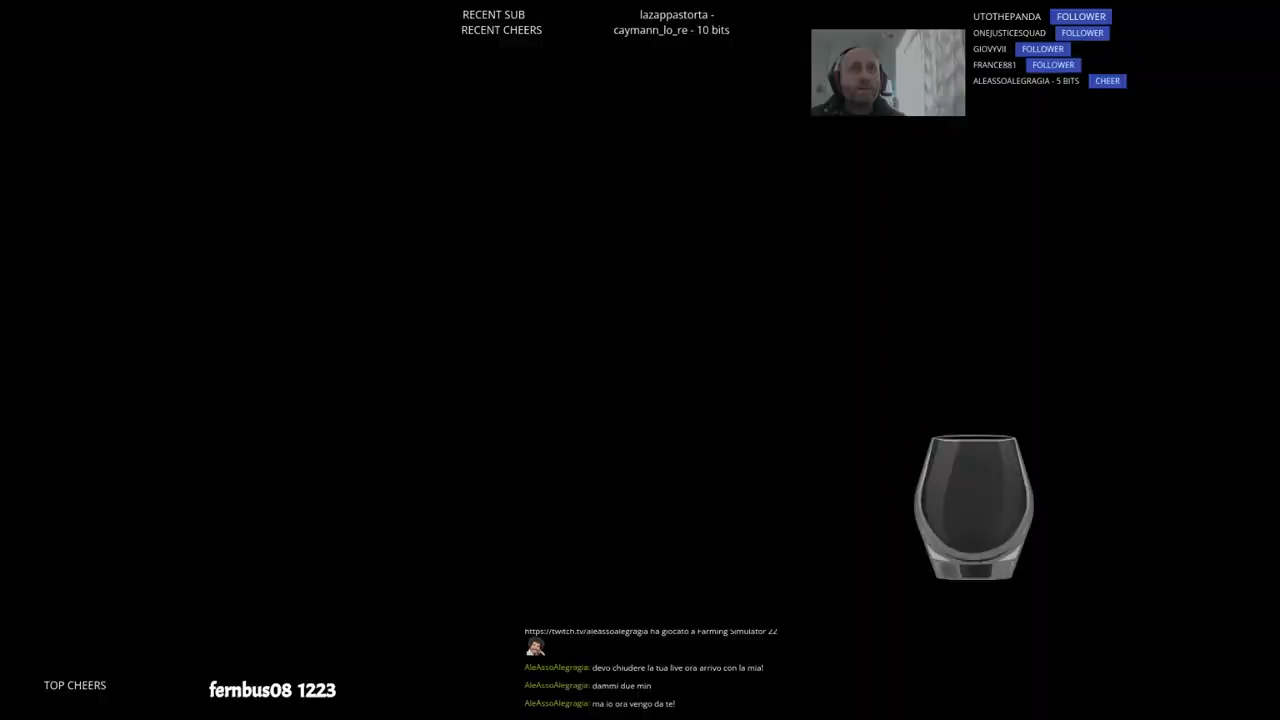 RECENT SUB
lazappastorta -
RECENT CHEERS
caymann_lo_re - 10 bits
UTOTHEPANDA FOLLOWER
ONEJUSTICESQUAD FOLLOWER
GIOVYVII FOLLOWER
FRANCE881 FOLLOWER
ALEASSOALEGRAGIA - 5 BITS CHEER
https://twitch.tv/aleassoalegragia ha giocato a Farming Simulator 22
AleAssoAlegragia: devo chiudere la tua live ora arrivo con la mia!
AleAssoAlegragia: dammi due min
AleAssoAlegragia: ma io ora vengo da te!
TOP CHEERS
fernbus08 1223